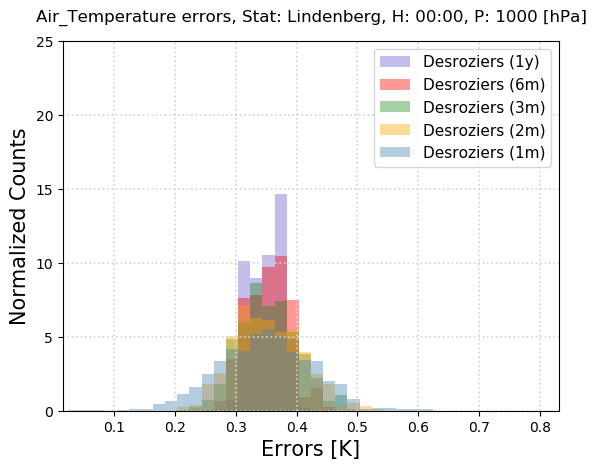 Air_Temperature errors, Stat: Lindenberg, H: 00:00, P: 1000 [hPa]
25
20
15
10
5
0
Normalized Counts
Desroziers (1y)
Desroziers (6m)
Desroziers (3m)
Desroziers (2m)
Desroziers (1m)
0.1 0.2 0.3 0.4 0.5 0.6 0.7 0.8
Errors [K]